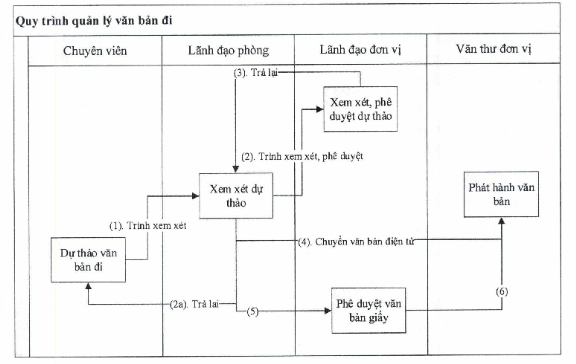 Quy trình quản lý văn bản đi
Chuyên viên
Lãnh đạo phòng
Lãnh đạo đơn vị
Văn thư đơn vị
(3). Trả lại
Xem xét, phê
duyệt dự thảo
(2). Trình xem xét, phê duyệt
Xem xét dự
thảo
Phát hành văn
bản
(1). Trình xem xét
(4). Chuyển văn bản điện tử
Dự thảo văn
bản đi
(2a). Trả lại
(5)
Phê duyệt văn
bản giấy
(6)